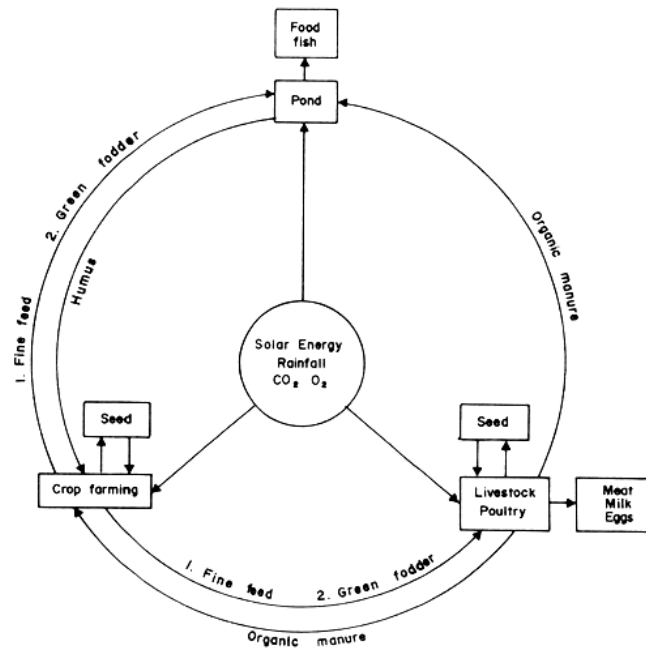 Food
fish
Pond
2. Green fodder
1. Fine feed
Humus
Organic manure
Solar Energy
Rainfall
CO₂ O₂
Seed
Crop farming
Seed
Livestock
Poultry
Meat
Milk
Eggs
1. Fine feed
2. Green fodder
Organic manure